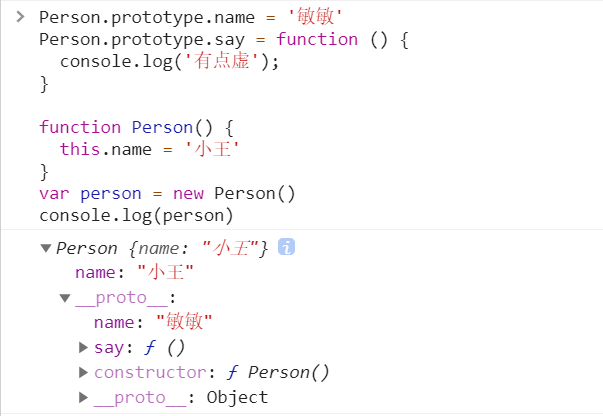 > Person.prototype.name = '敏敏'
Person.prototype.say = function () {
  console.log('有点虚');
}

function Person() {
  this.name = '小王'
}
var person = new Person()
console.log(person)
▼Person {name: "小王"} i
name: "小王"
▼__proto__:
name: "敏敏"
▶say: ƒ ()
▶constructor: ƒ Person()
▶__proto__: Object